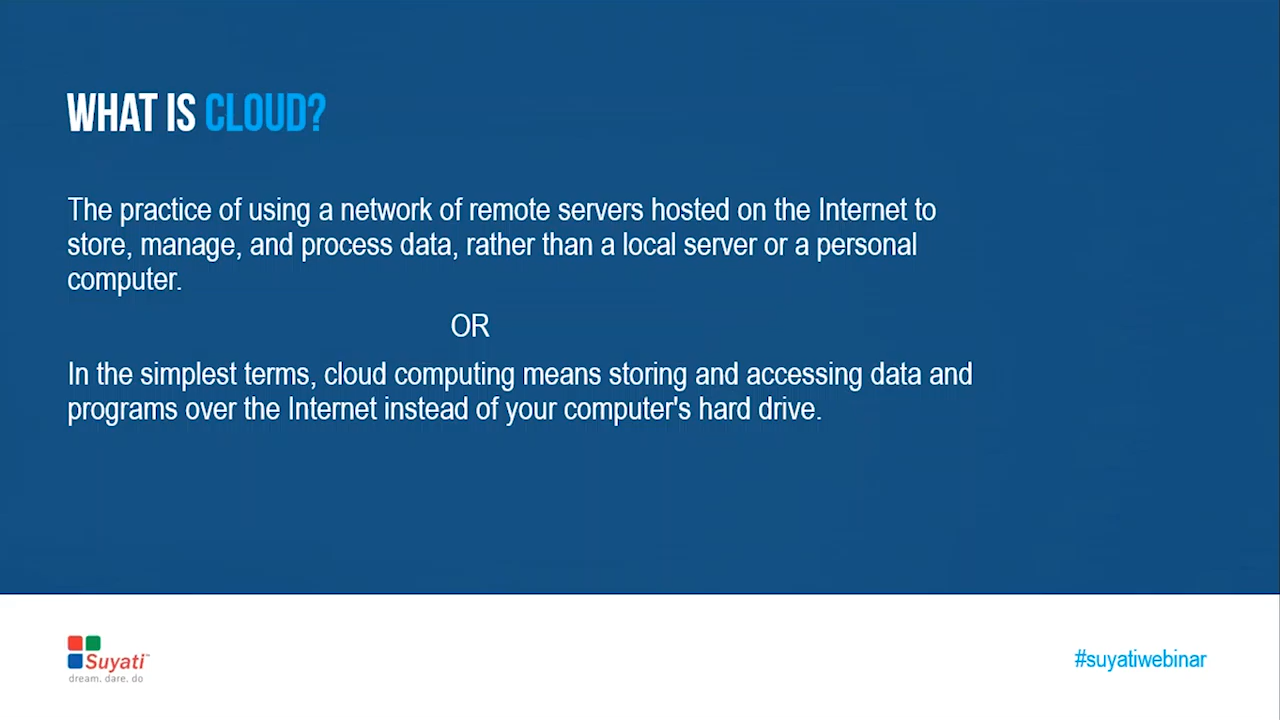 WHAT IS CLOUD?
The practice of using a network of remote servers hosted on the Internet to
store, manage, and process data, rather than a local server or a personal
computer.
OR
In the simplest terms, cloud computing means storing and accessing data and
programs over the Internet instead of your computer's hard drive.
Suyati™
dream. dare. do
#suyatiwebinar